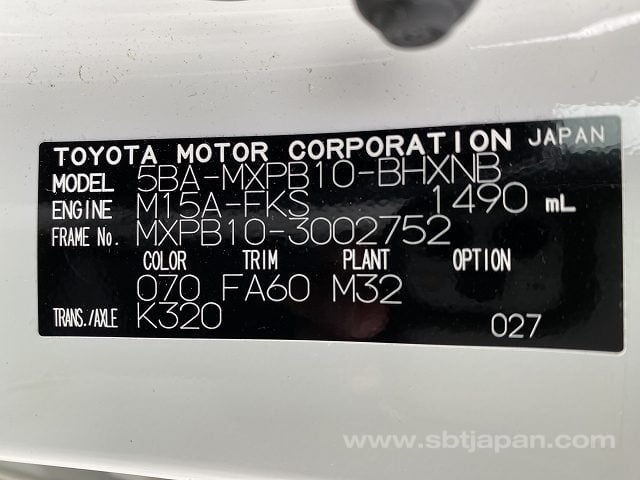 TOYOTA MOTOR CORPORATION JAPAN
MODEL 5BA-MXPB10-BHXNB
ENGINE M15A-FKS 1490 mL
FRAME No. MXPB10-3002752
COLOR TRIM PLANT OPTION
070 FA60 M32
TRANS./AXLE K320
027
www.sbtjapan.com